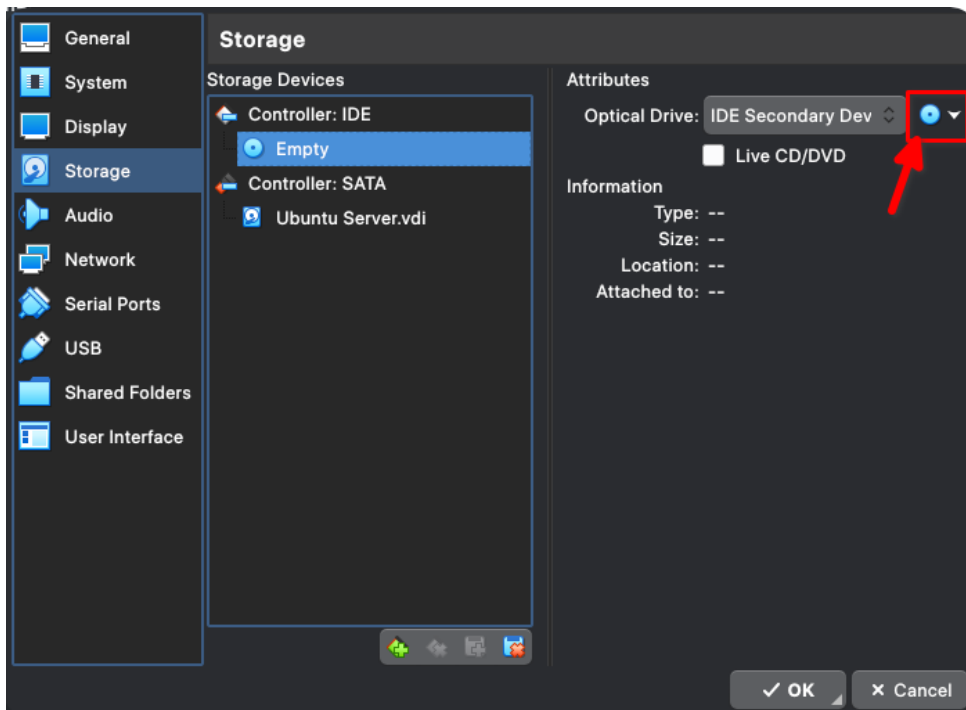 General
System
Display
Storage
Audio
Network
Serial Ports
USB
Shared Folders
User Interface
Storage
Storage Devices
Controller: IDE
Empty
Controller: SATA
Ubuntu Server.vdi
Attributes
Optical Drive: IDE Secondary Dev
Live CD/DVD
Information
Type: --
Size: --
Location: --
Attached to: --
OK
Cancel